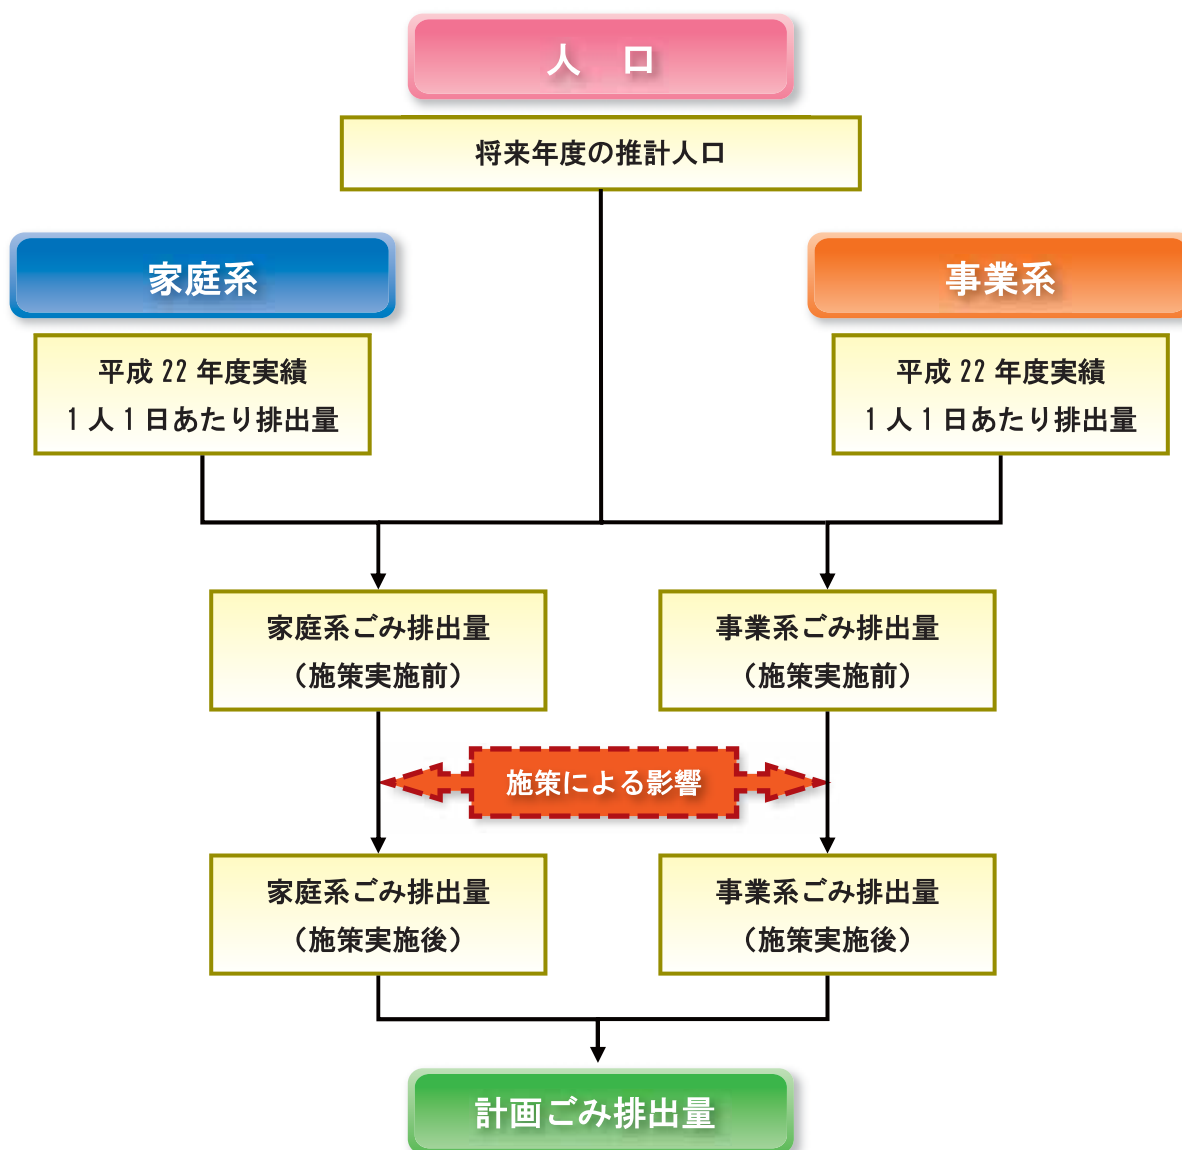 人　口
将来年度の推計人口
家庭系
事業系
平成 22 年度実績
1 人 1 日あたり排出量
平成 22 年度実績
1 人 1 日あたり排出量
家庭系ごみ排出量
（施策実施前）
事業系ごみ排出量
（施策実施前）
施策による影響
家庭系ごみ排出量
（施策実施後）
事業系ごみ排出量
（施策実施後）
計画ごみ排出量